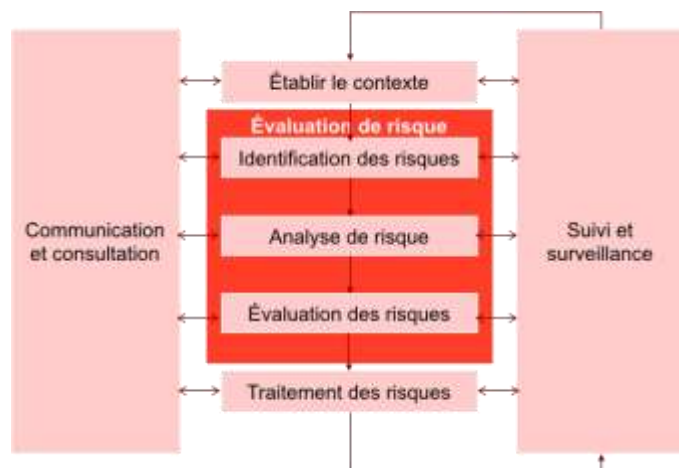 Établir le contexte
Évaluation de risque
Identification des risques
Communication
et consultation
Analyse de risque
Suivi et
surveillance
Évaluation des risques
Traitement des risques